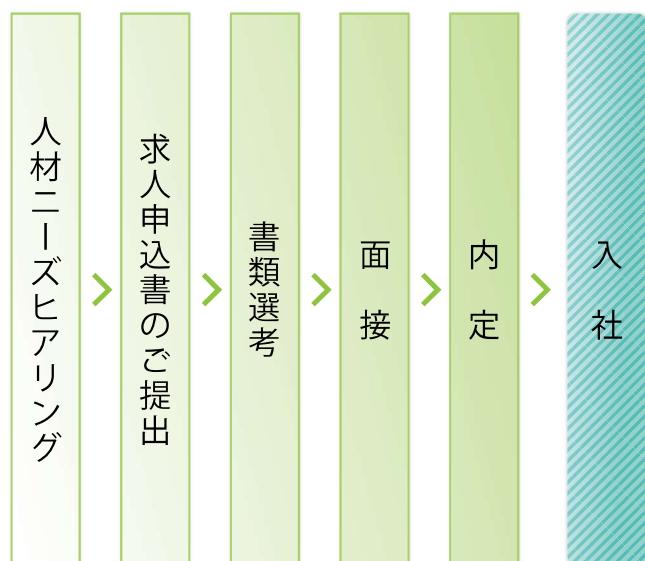 人材ニーズヒアリング
求人申込書のご提出
書類選考
面接
内定
入社